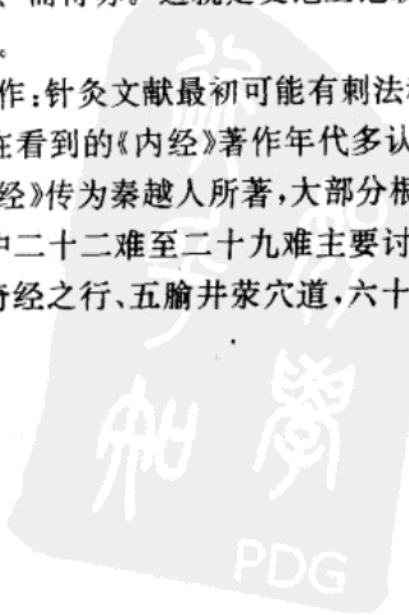 作:针灸文献最初可能有刺法
在看到的《内经》著作年代多认
经》传为秦越人所著,大部分根
中二十二难至二十九难主要讨
奇经之行、五腧井荥穴道,六十
PDG